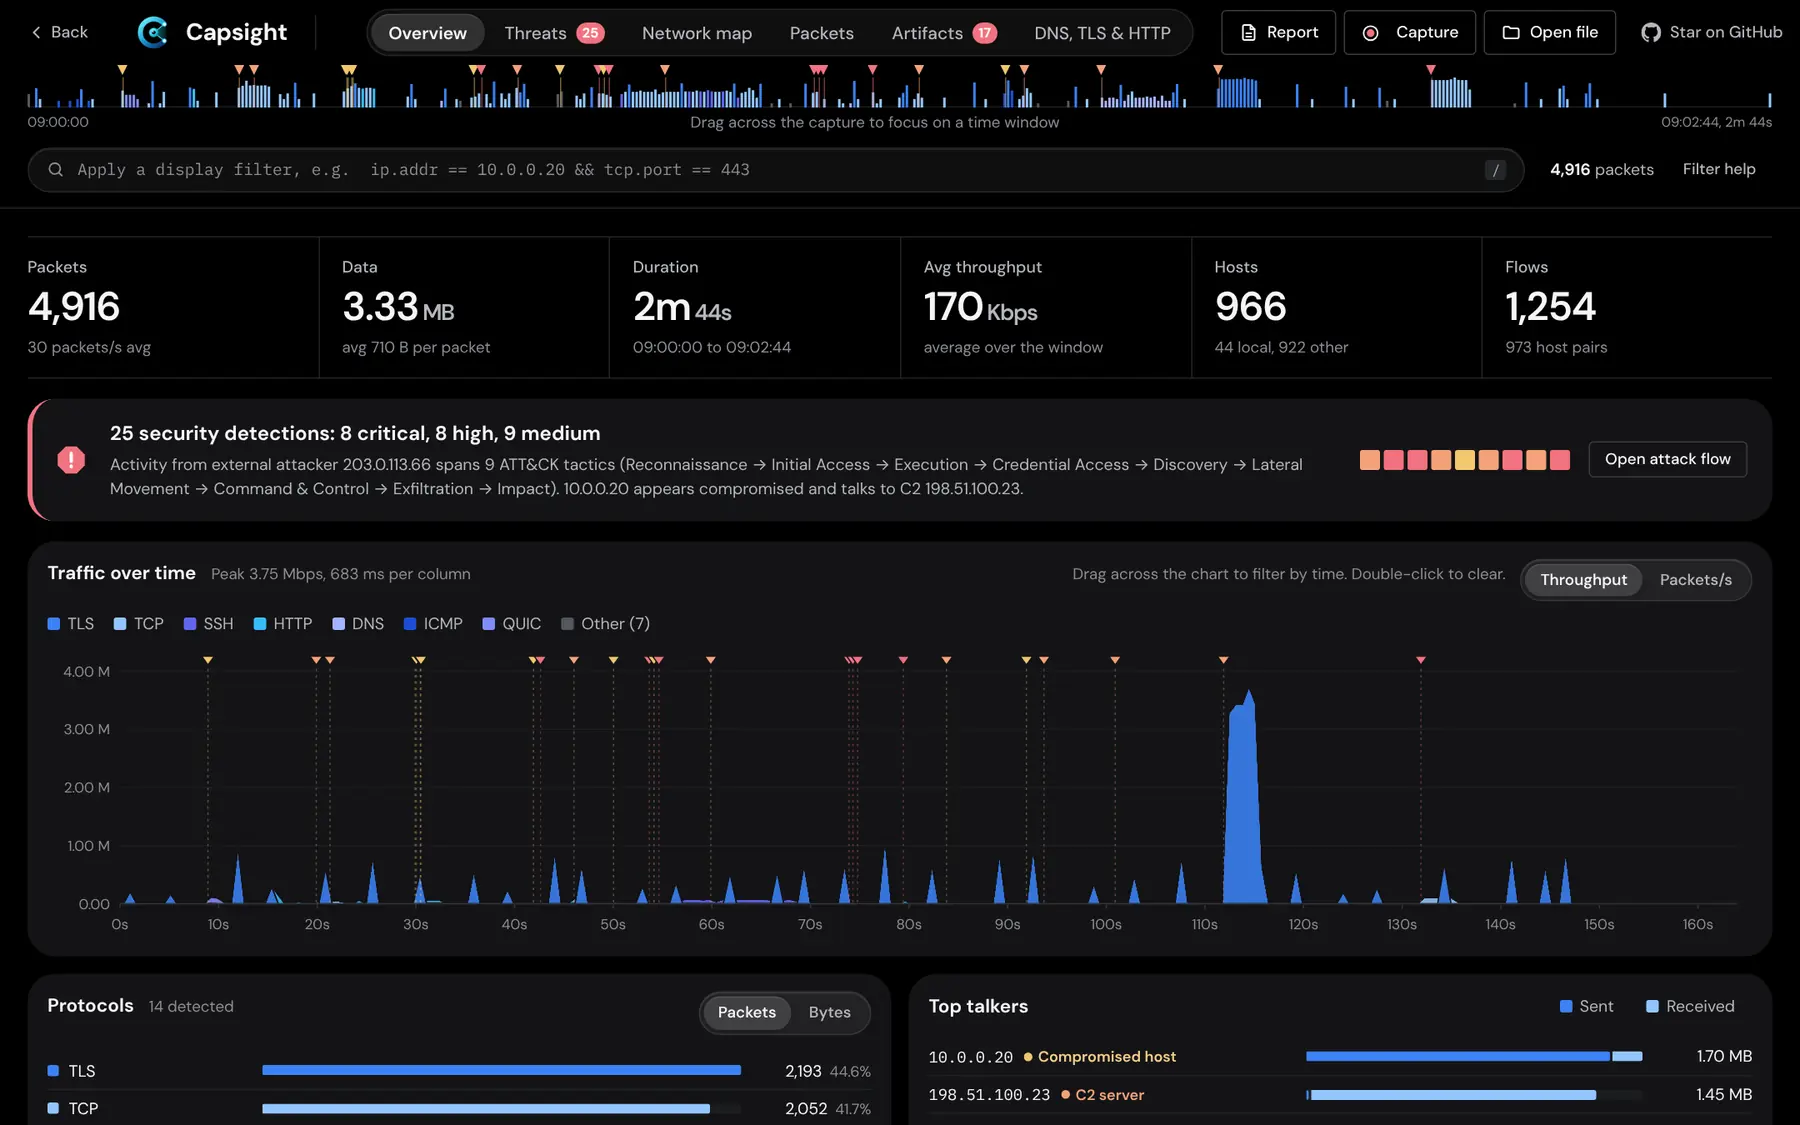 Back
Capsight
Overview
Threats 25
Network map
Packets
Artifacts 17
DNS, TLS & HTTP
Report
Capture
Open file
Star on GitHub
09:00:00
Drag across the capture to focus on a time window
09:02:44, 2m 44s
Apply a display filter, e.g. ip.addr == 10.0.0.20 && tcp.port == 443
/
4,916 packets
Filter help
Packets
4,916
30 packets/s avg
Data
3.33 MB
avg 710 B per packet
Duration
2m 44s
09:00:00 to 09:02:44
Avg throughput
170 Kbps
average over the window
Hosts
966
44 local, 922 other
Flows
1,254
973 host pairs
25 security detections: 8 critical, 8 high, 9 medium
Activity from external attacker 203.0.113.66 spans 9 ATT&CK tactics (Reconnaissance → Initial Access → Execution → Credential Access → Discovery → Lateral
Movement → Command & Control → Exfiltration → Impact). 10.0.0.20 appears compromised and talks to C2 198.51.100.23.
Open attack flow
Traffic over time
Peak 3.75 Mbps, 683 ms per column
Drag across the chart to filter by time. Double-click to clear.
Throughput
Packets/s
TLS
TCP
SSH
HTTP
DNS
ICMP
QUIC
Other (7)
4.00 M
3.00 M
2.00 M
1.00 M
0.00
0s
10s
20s
30s
40s
50s
60s
70s
80s
90s
100s
110s
120s
130s
140s
150s
160s
Protocols
14 detected
Packets
Bytes
TLS
2,193 44.6%
TCP
2,052 41.7%
Top talkers
Sent
Received
10.0.0.20
Compromised host
1.70 MB
198.51.100.23
C2 server
1.45 MB